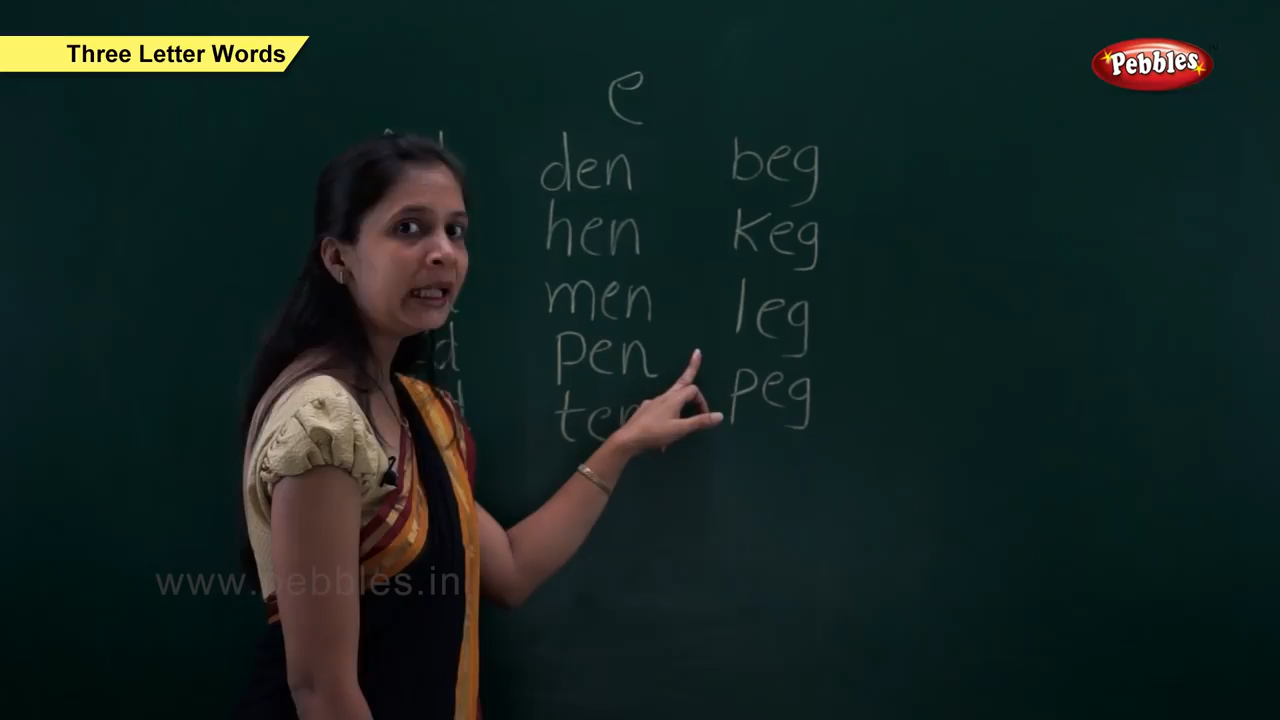 Three Letter Words
Pebbles
e
den beg
hen keg
men leg
pen peg
www.pebbles.in